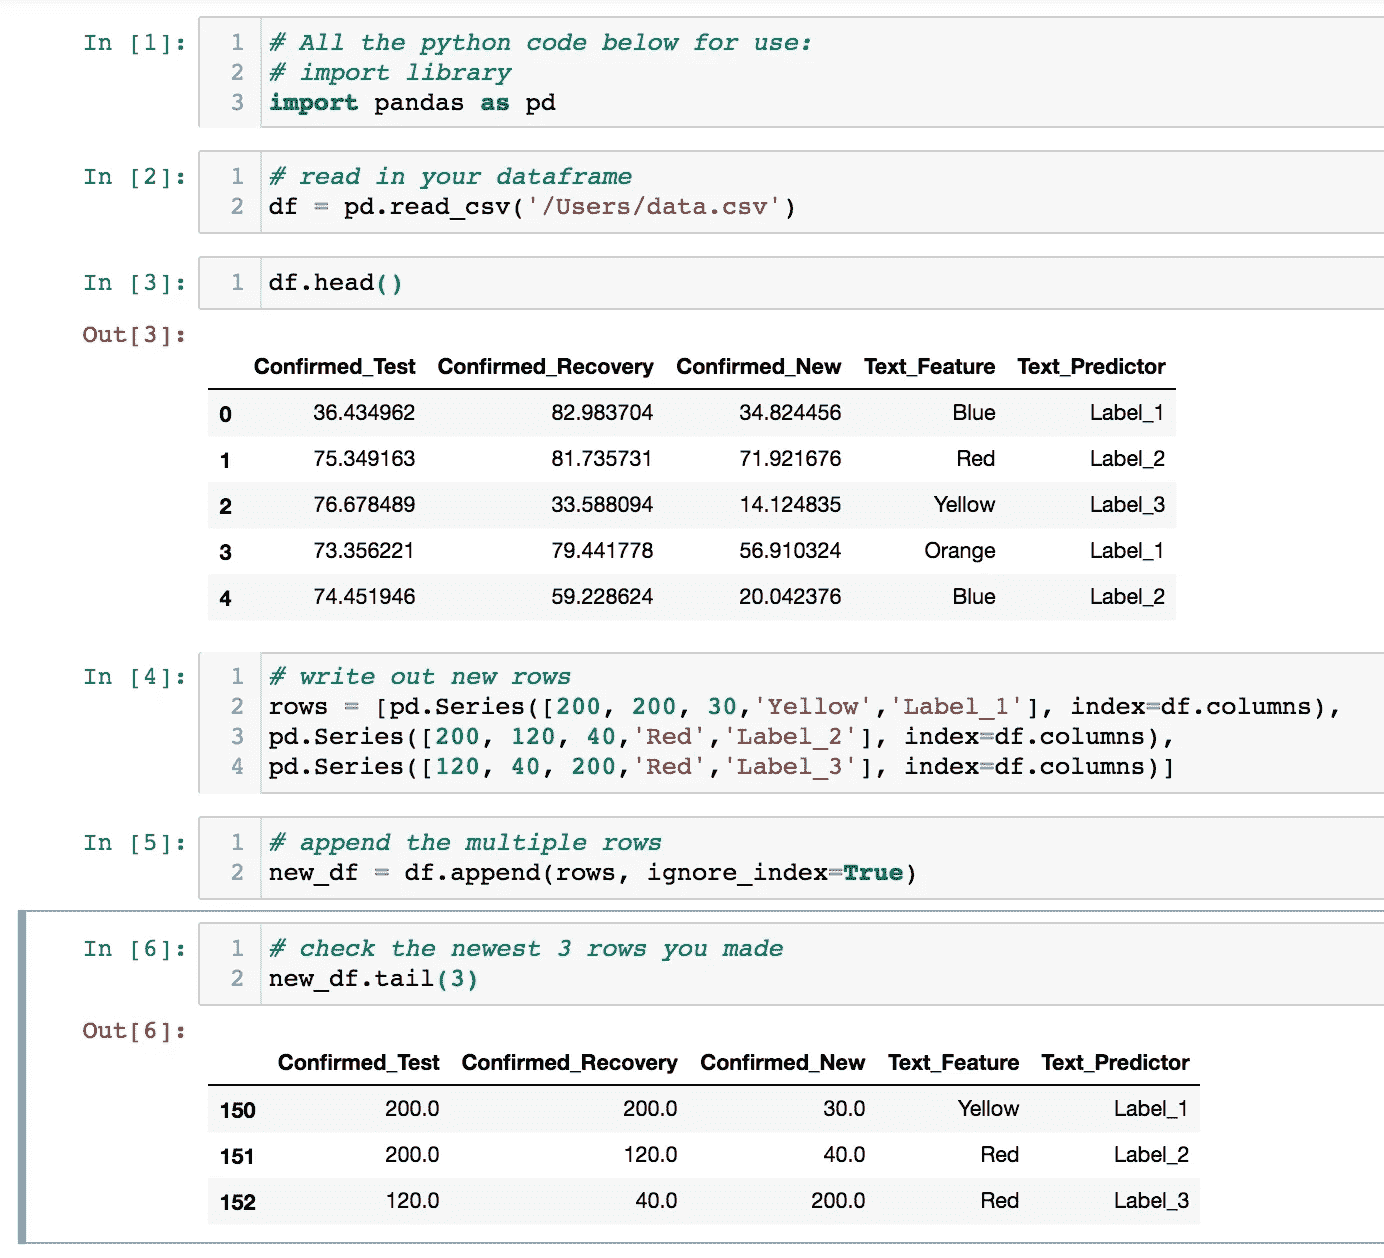 In [1]:
1 # All the python code below for use:
2 # import library
3 import pandas as pd
In [2]:
1 # read in your dataframe
2 df = pd.read_csv('/Users/data.csv')
In [3]:
1 df.head()
Out[3]:
Confirmed_Test Confirmed_Recovery Confirmed_New Text_Feature Text_Predictor
0 36.434962 82.983704 34.824456 Blue Label_1
1 75.349163 81.735731 71.921676 Red Label_2
2 76.678489 33.588094 14.124835 Yellow Label_3
3 73.356221 79.441778 56.910324 Orange Label_1
4 74.451946 59.228624 20.042376 Blue Label_2
In [4]:
1 # write out new rows
2 rows = [pd.Series([200, 200, 30,'Yellow','Label_1'], index=df.columns),
3 pd.Series([200, 120, 40,'Red','Label_2'], index=df.columns),
4 pd.Series([120, 40, 200,'Red','Label_3'], index=df.columns)]
In [5]:
1 # append the multiple rows
2 new_df = df.append(rows, ignore_index=True)
In [6]:
1 # check the newest 3 rows you made
2 new_df.tail(3)
Out[6]:
Confirmed_Test Confirmed_Recovery Confirmed_New Text_Feature Text_Predictor
150 200.0 200.0 30.0 Yellow Label_1
151 200.0 120.0 40.0 Red Label_2
152 120.0 40.0 200.0 Red Label_3